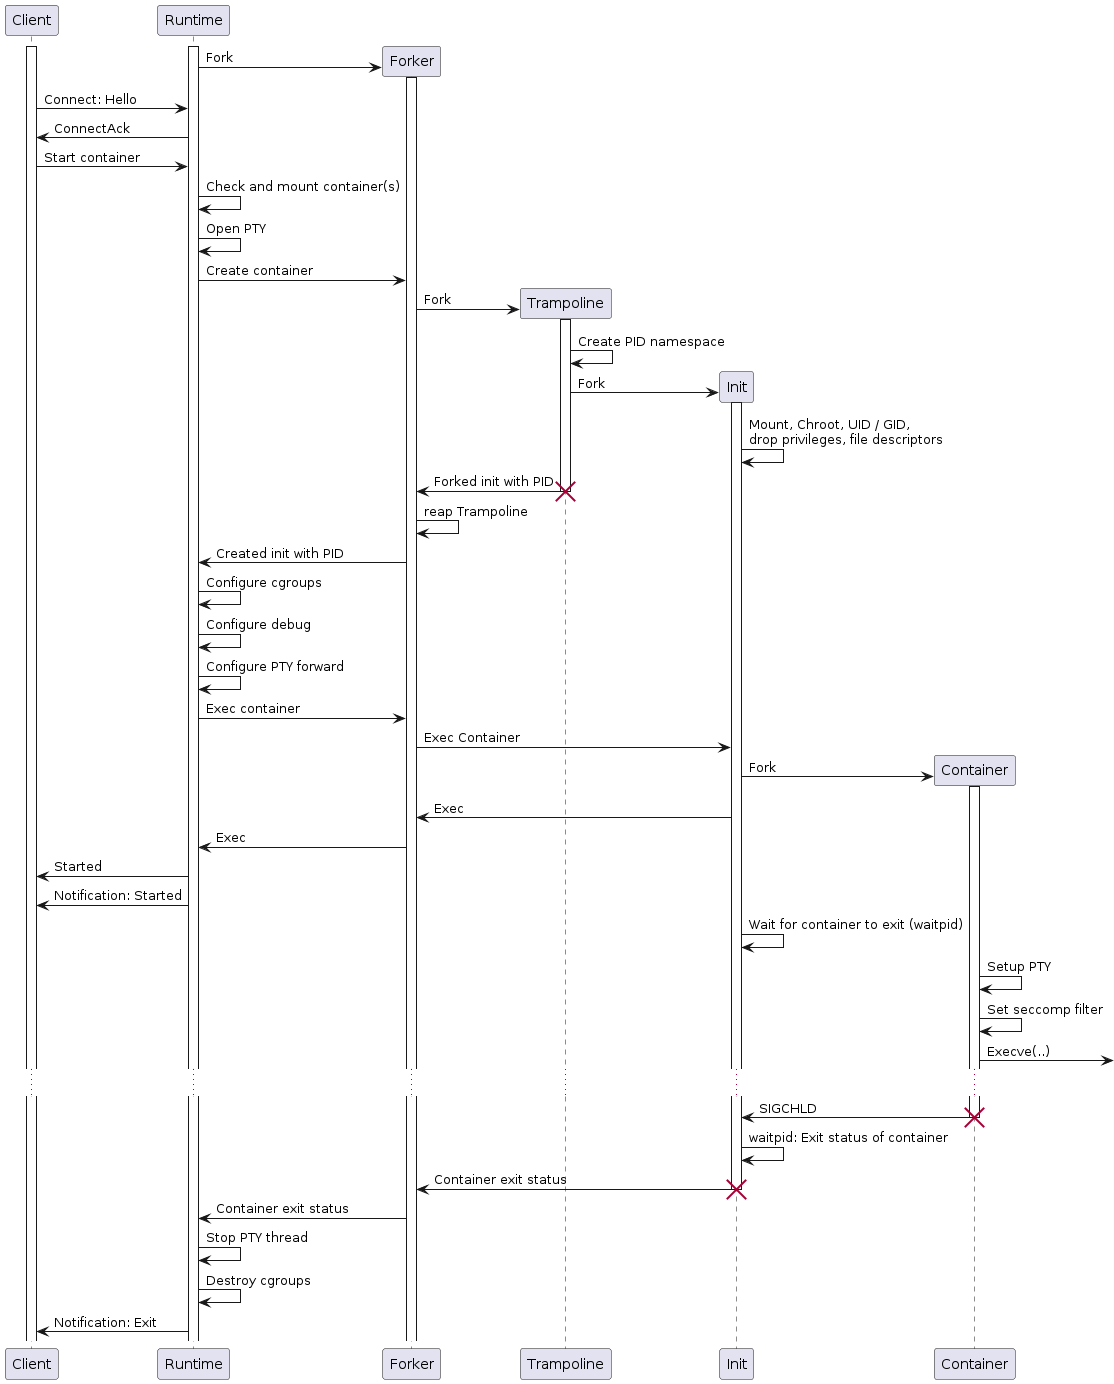 Client
Runtime
Fork
Forker
Connect: Hello
ConnectAck
Start container
Check and mount container(s)
Open PTY
Create container
Fork
Trampoline
Create PID namespace
Fork
Init
Mount, Chroot, UID / GID,
drop privileges, file descriptors
Forked init with PID
reap Trampoline
Created init with PID
Configure cgroups
Configure debug
Configure PTY forward
Exec container
Exec Container
Fork
Container
Exec
Exec
Started
Notification: Started
Wait for container to exit (waitpid)
Setup PTY
Set seccomp filter
Execve(..)
SIGCHLD
waitpid: Exit status of container
Container exit status
Container exit status
Stop PTY thread
Destroy cgroups
Notification: Exit
Client
Runtime
Forker
Trampoline
Init
Container